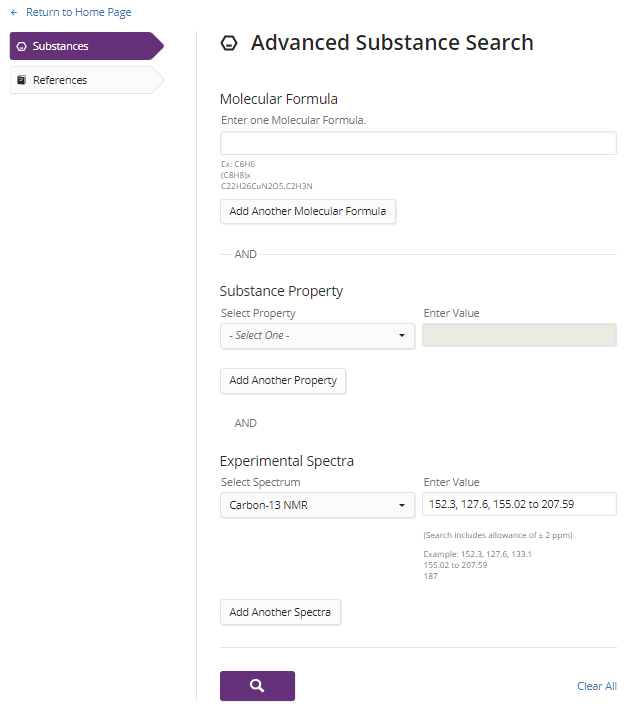 ← Return to Home Page
Substances
References
Advanced Substance Search
Molecular Formula
Enter one Molecular Formula.
Ex: C6H6
(C8H8)x
C22H26CuN2O5.C2H3N
Add Another Molecular Formula
AND
Substance Property
Select Property Enter Value
- Select One -
Add Another Property
AND
Experimental Spectra
Select Spectrum Enter Value
Carbon-13 NMR 152.3, 127.6, 155.02 to 207.59
(Search includes allowance of ± 2 ppm)
Example: 152.3, 127.6, 133.1
155.02 to 207.59
187
Add Another Spectra
Clear All